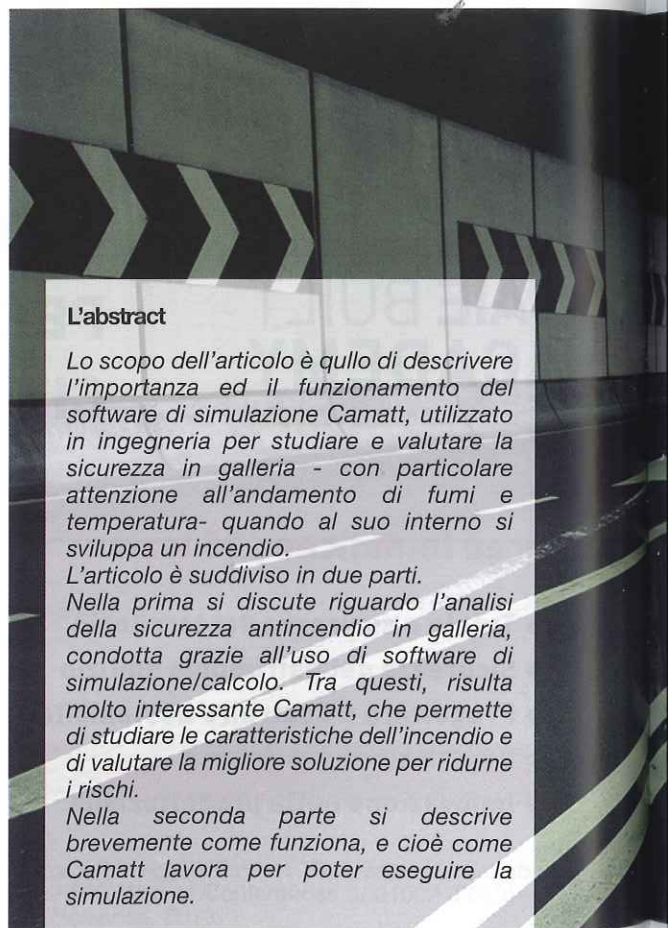 L'abstract
Lo scopo dell'articolo è qullo di descrivere
l'importanza ed il funzionamento del
software di simulazione Camatt, utilizzato
in ingegneria per studiare e valutare la
sicurezza in galleria - con particolare
attenzione all'andamento di fumi e
temperatura- quando al suo interno si
sviluppa un incendio.
L'articolo è suddiviso in due parti.
Nella prima si discute riguardo l'analisi
della sicurezza antincendio in galleria,
condotta grazie all'uso di software di
simulazione/calcolo. Tra questi, risulta
molto interessante Camatt, che permette
di studiare le caratteristiche dell'incendio e
di valutare la migliore soluzione per ridurne
i rischi.
Nella seconda parte si descrive
brevemente come funziona, e cioè come
Camatt lavora per poter eseguire la
simulazione.